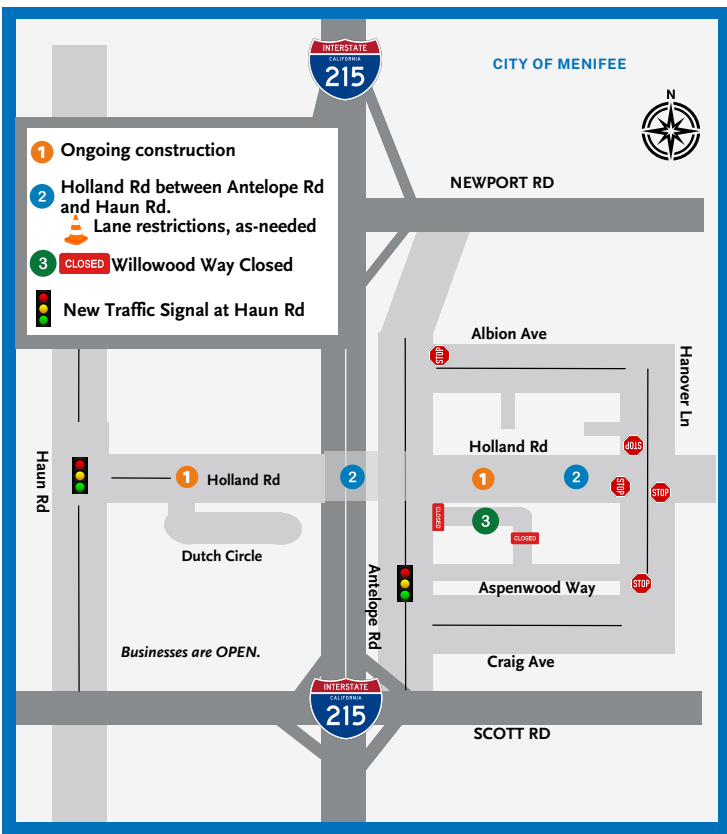 INTERSTATE
CALIFORNIA
215
CITY OF MENIFEE
N
1 Ongoing construction
2 Holland Rd between Antelope Rd
and Haun Rd.
Lane restrictions, as-needed
3 CLOSED Willowood Way Closed
New Traffic Signal at Haun Rd
NEWPORT RD
Albion Ave
STOP
Hanover Ln
Holland Rd
STOP
Haun Rd
1 Holland Rd
2
1
2
STOP
STOP
CLOSED
3
CLOSED
Dutch Circle
Antelope Rd
Aspenwood Way
STOP
Businesses are OPEN.
Craig Ave
INTERSTATE
CALIFORNIA
215
SCOTT RD